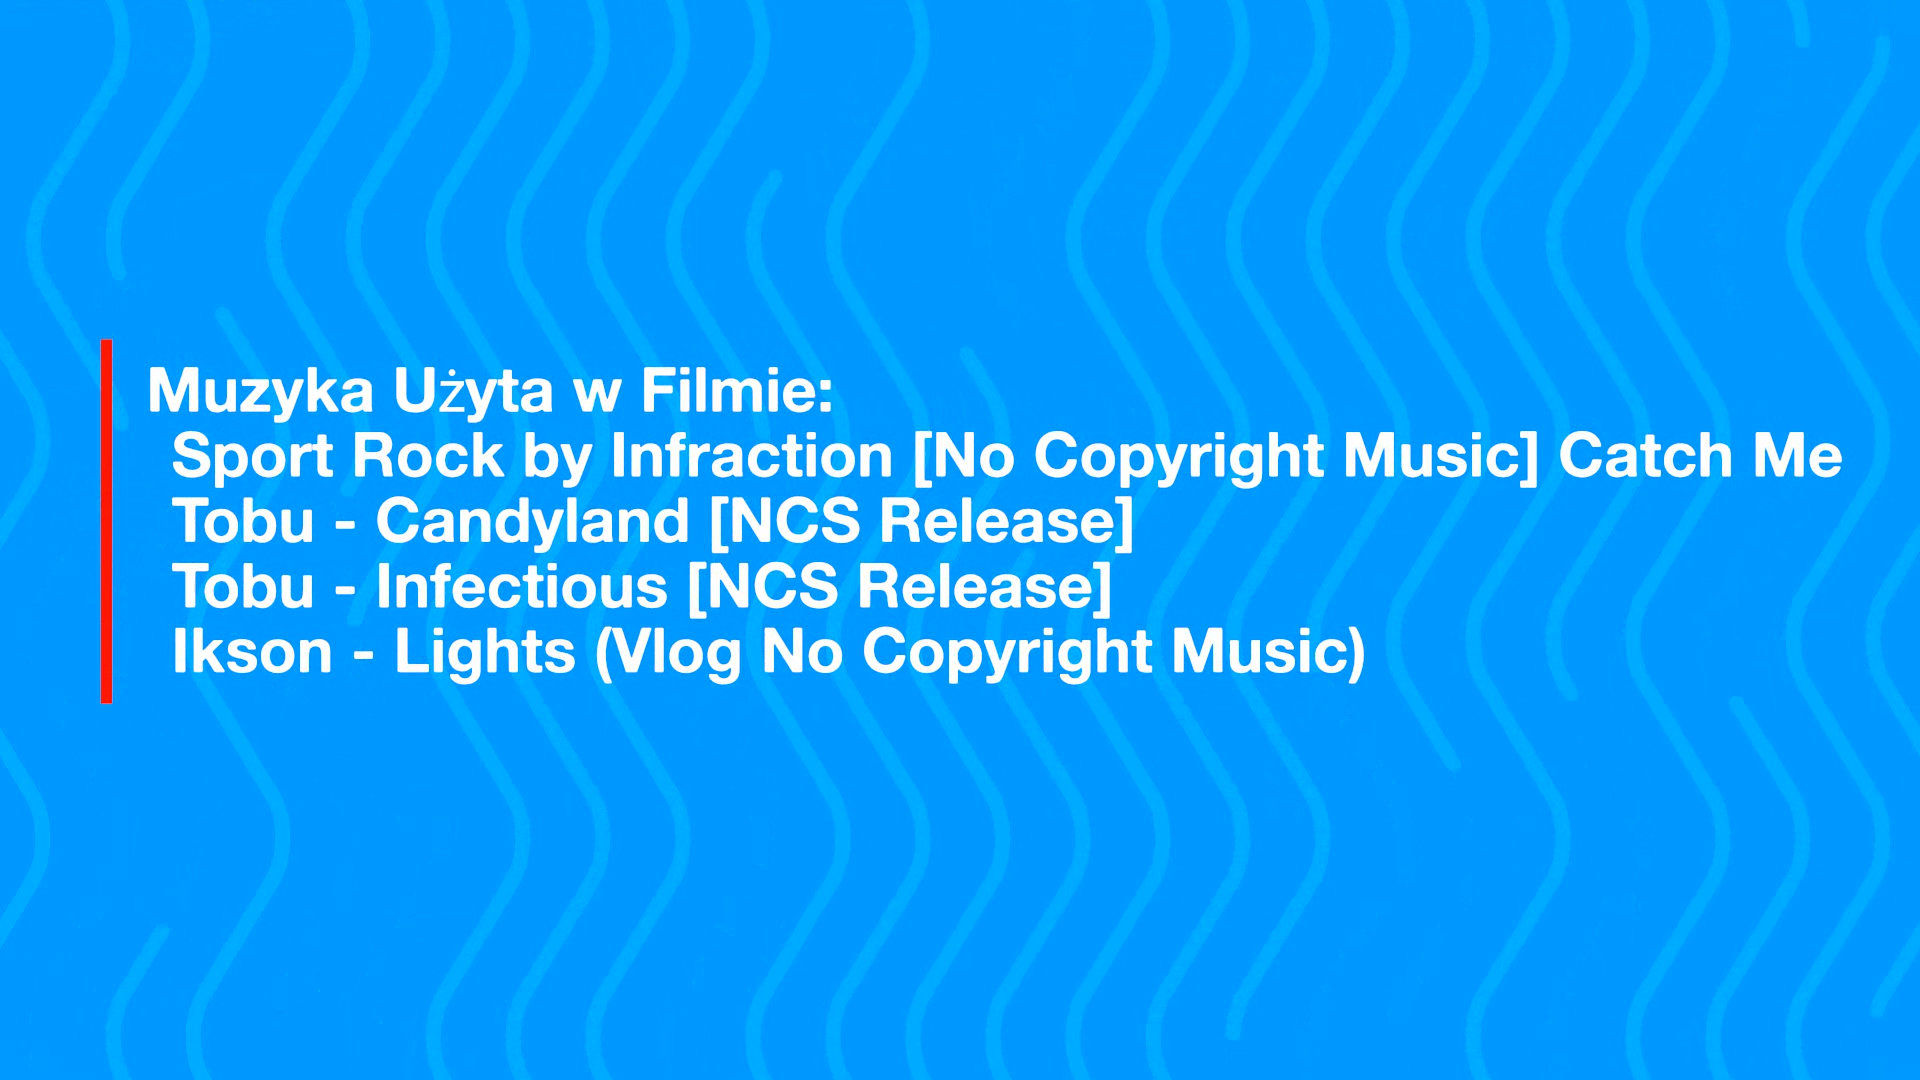 Muzyka Użyta w Filmie:
Sport Rock by Infraction [No Copyright Music] Catch Me
Tobu - Candyland [NCS Release]
Tobu - Infectious [NCS Release]
Ikson - Lights (Vlog No Copyright Music)